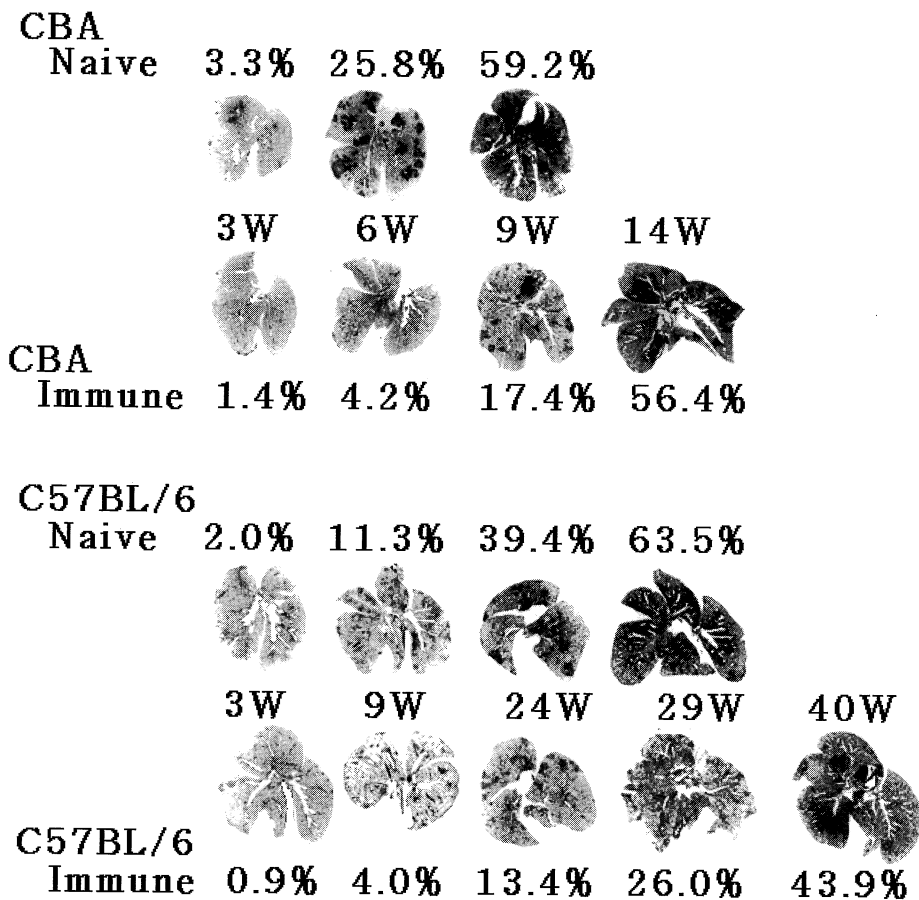 CBA
Naive 3.3% 25.8% 59.2%
3W 6W 9W 14W
CBA
Immune 1.4% 4.2% 17.4% 56.4%
C57BL/6
Naive 2.0% 11.3% 39.4% 63.5%
3W 9W 24W 29W 40W
C57BL/6
Immune 0.9% 4.0% 13.4% 26.0% 43.9%